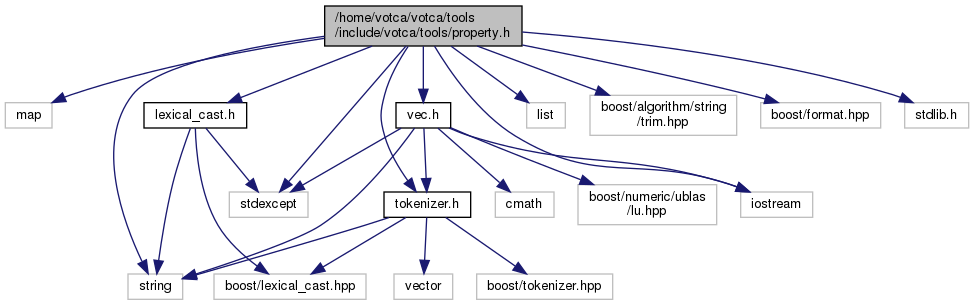 /home/votca/votca/tools
/include/votca/tools/property.h
map
lexical_cast.h
vec.h
list
boost/algorithm/string
/trim.hpp
boost/format.hpp
stdlib.h
stdexcept
tokenizer.h
cmath
boost/numeric/ublas
/lu.hpp
iostream
string
boost/lexical_cast.hpp
vector
boost/tokenizer.hpp